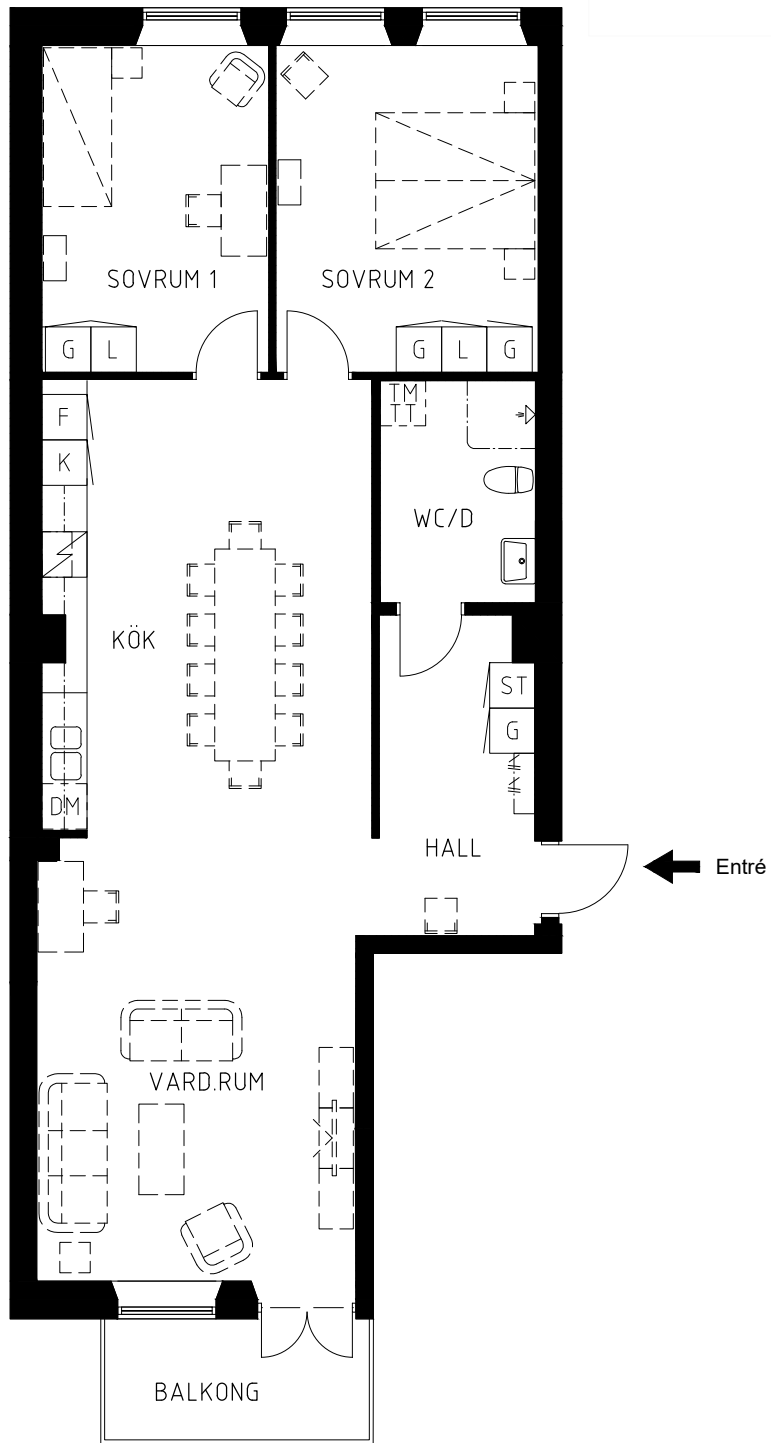 SOVRUM 1
SOVRUM 2
G L
G L G
F
TM
TT
K
WC/D
KÖK
ST
G
DM
HALL
Entré
VARD.RUM
BALKONG